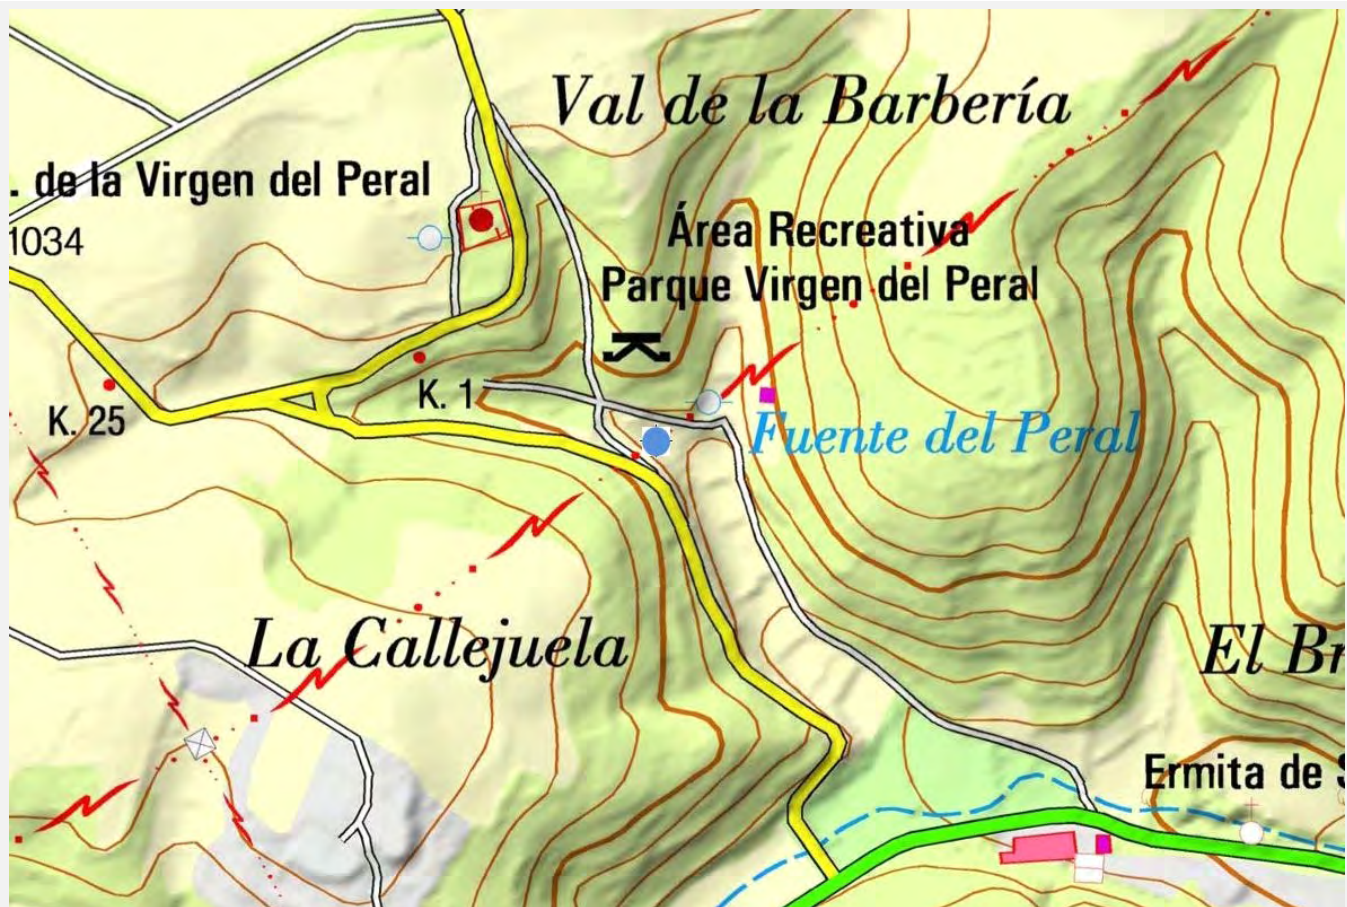 Val de la Barbería
. de la Virgen del Peral
1034
Área Recreativa
Parque Virgen del Peral
K. 1
K. 25
Fuente del Peral
La Callejuela
El Br
Ermita de S